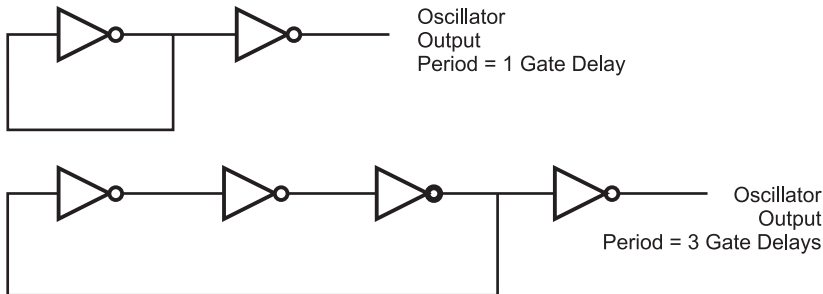 Oscillator
Output
Period = 1 Gate Delay
Oscillator
Output
Period = 3 Gate Delays